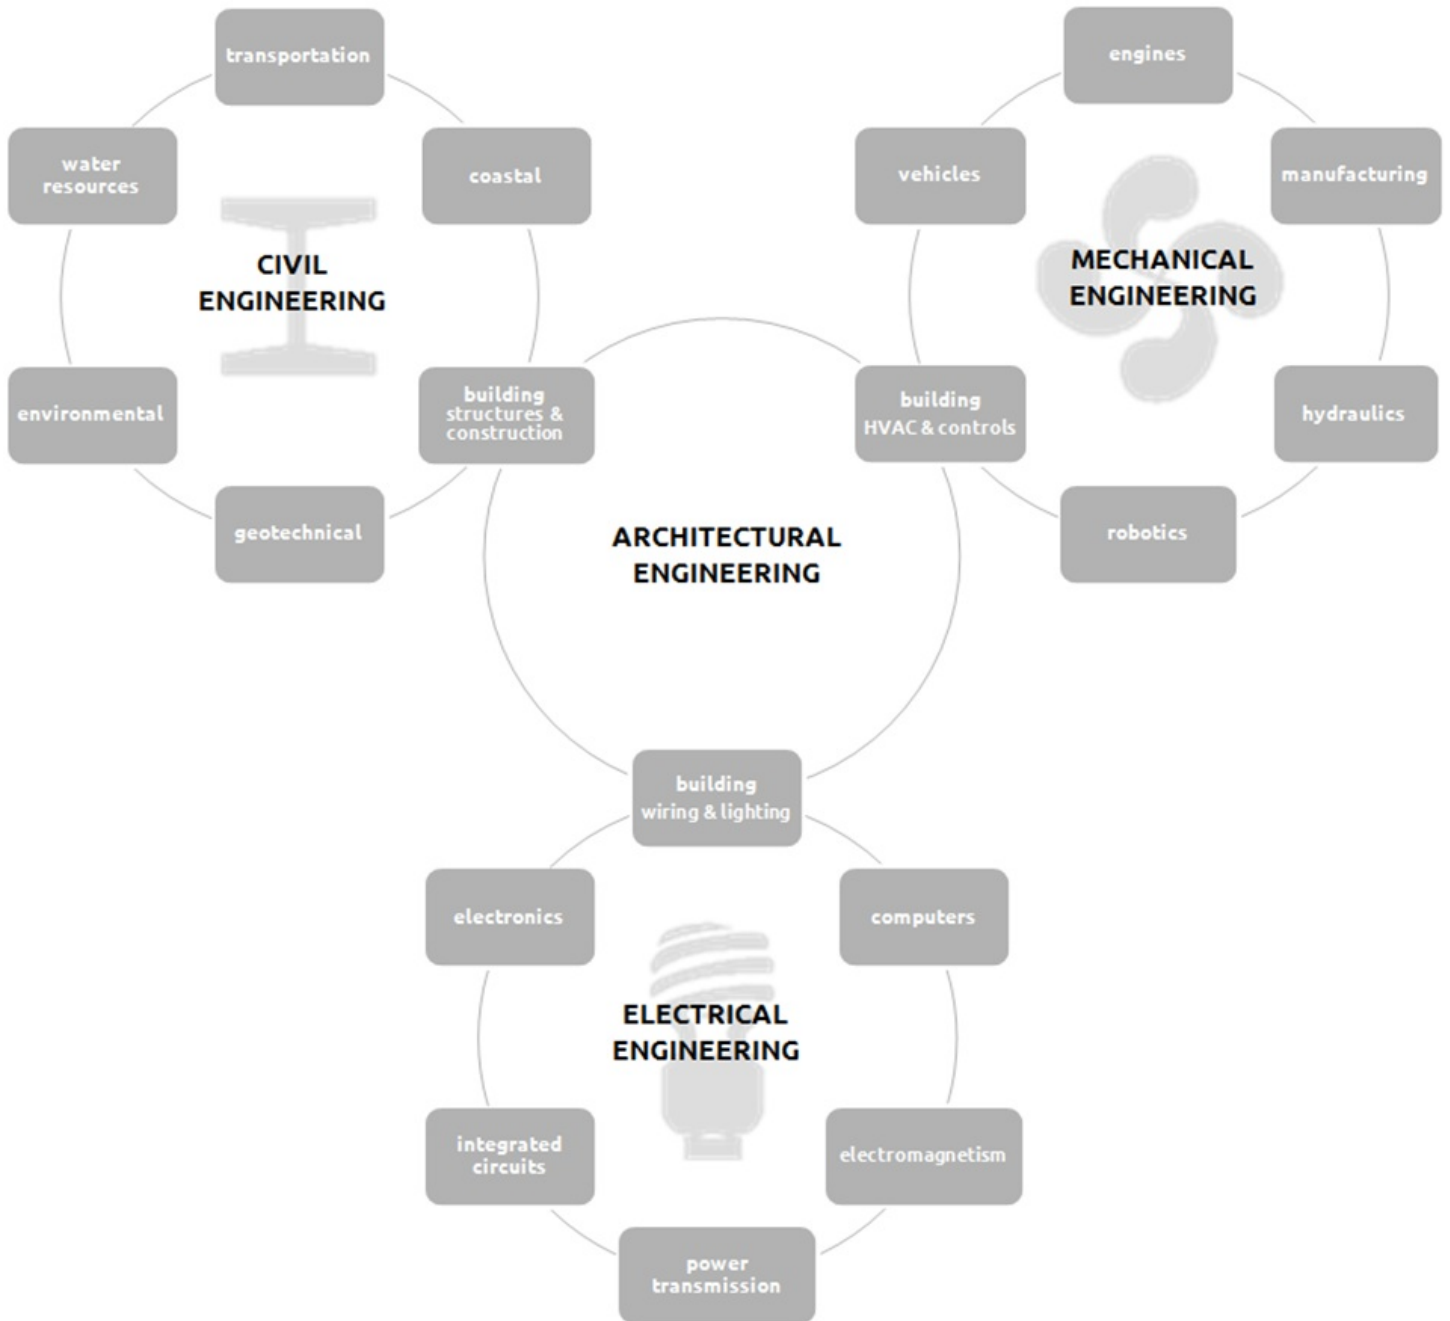 transportation
water
resources
coastal
CIVIL
ENGINEERING
environmental
building
structures &
construction
geotechnical
engines
vehicles
manufacturing
MECHANICAL
ENGINEERING
building
HVAC & controls
hydraulics
robotics
ARCHITECTURAL
ENGINEERING
building
wiring & lighting
electronics
computers
ELECTRICAL
ENGINEERING
integrated
circuits
electromagnetism
power
transmission